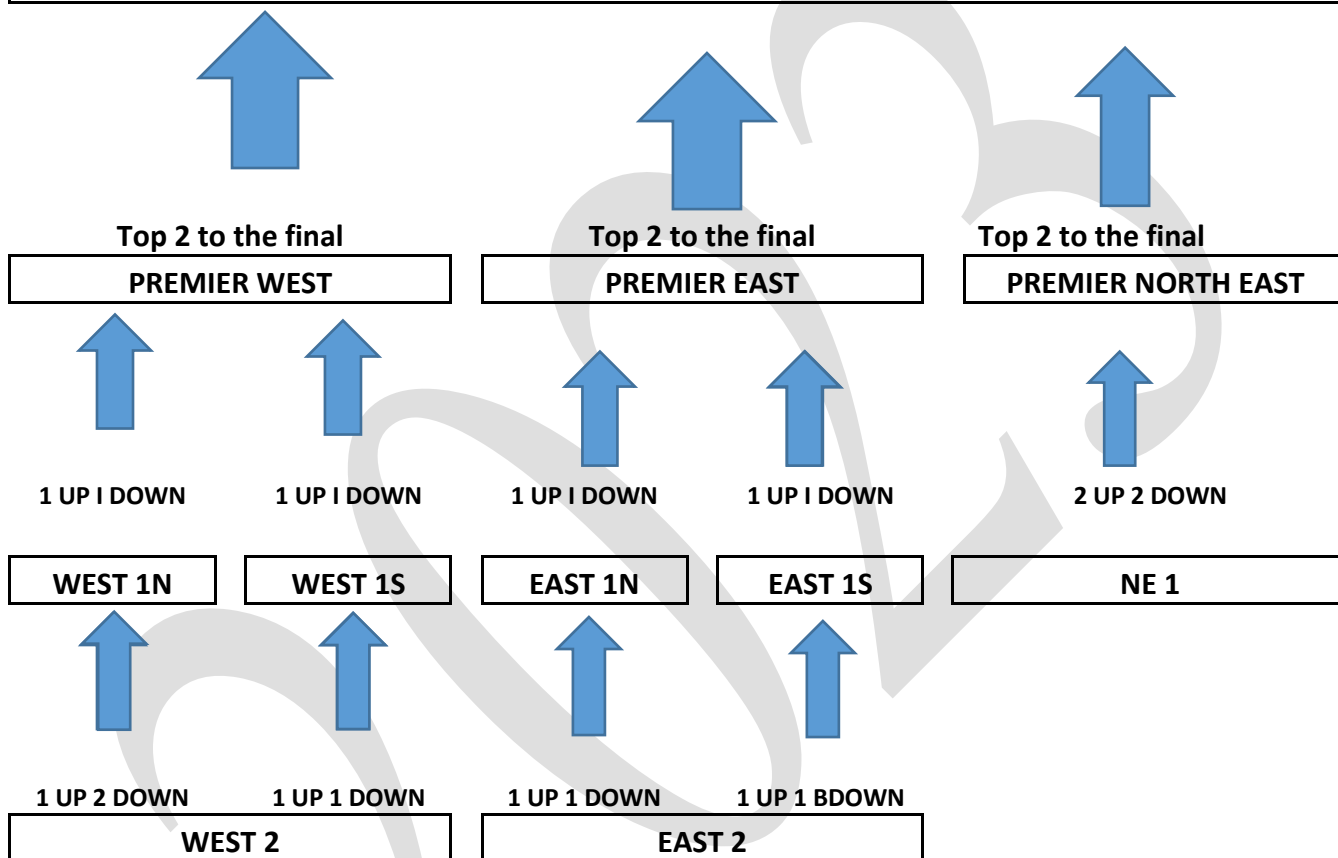 Top 2 to the final Top 2 to the final Top 2 to the final
PREMIER WEST PREMIER EAST PREMIER NORTH EAST
1 UP I DOWN 1 UP I DOWN 1 UP I DOWN 1 UP I DOWN 2 UP 2 DOWN
WEST 1N WEST 1S EAST 1N EAST 1S NE 1
1 UP 2 DOWN 1 UP 1 DOWN 1 UP 1 DOWN 1 UP 1 BDOWN
WEST 2 EAST 2
2023